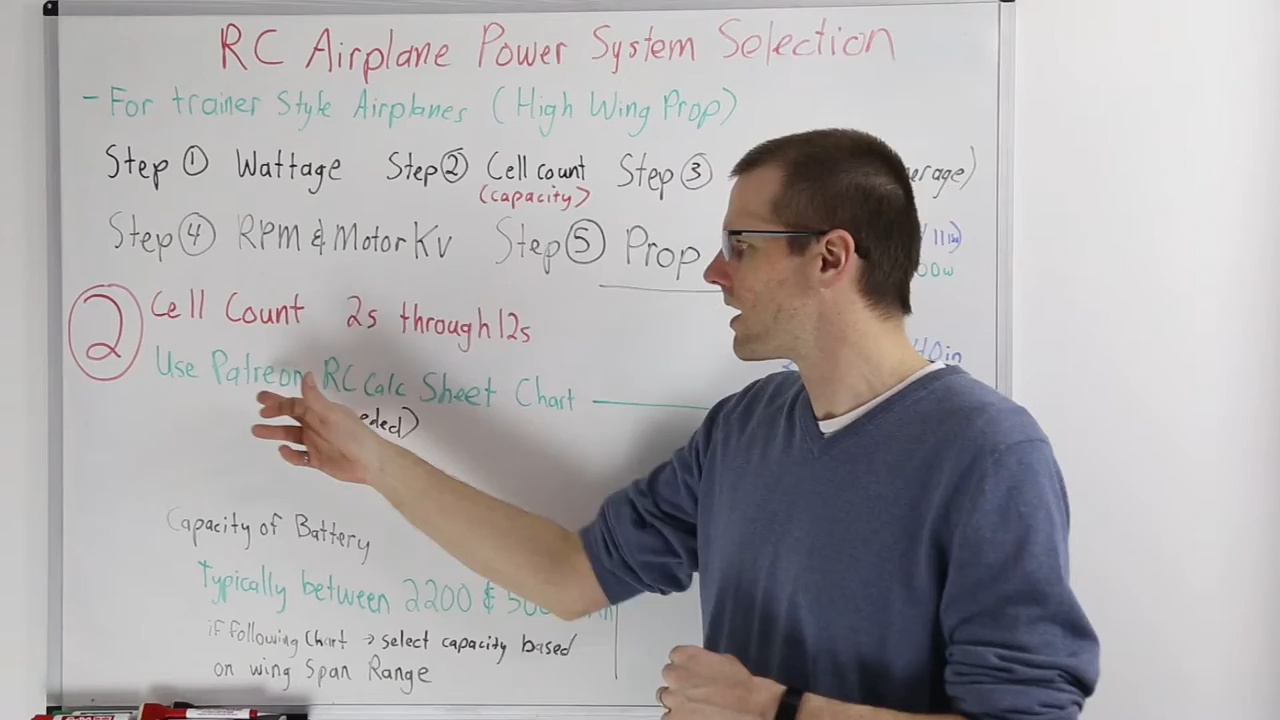 RC Airplane Power System Selection
- For trainer Style Airplanes (High Wing Prop)
Step ① Wattage Step ② Cell count Step ③
(capacity)
Step ④ RPM & Motor Kv Step ⑤ Prop
② Cell Count 2s through 12s
Use Patreon RC Calc Sheet Chart
Capacity of Battery
Typically between 2200 &
if following Chart → select capacity based
on wing Span Range